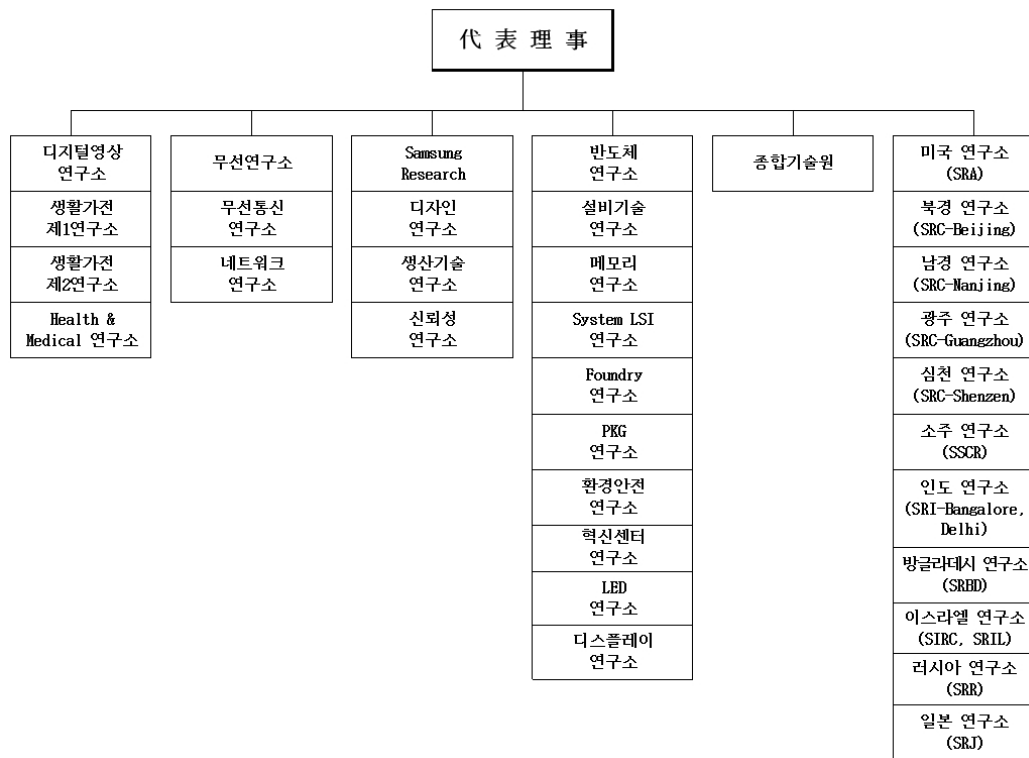 代 表 理 事
디지털영상
연구소
생활가전
제1연구소
생활가전
제2연구소
Health &
Medical 연구소
무선연구소
무선통신
연구소
네트워크
연구소
Samsung
Research
디자인
연구소
생산기술
연구소
신뢰성
연구소
반도체
연구소
설비기술
연구소
메모리
연구소
System LSI
연구소
Foundry
연구소
PKG
연구소
환경안전
연구소
혁신센터
연구소
LED
연구소
디스플레이
연구소
종합기술원
미국 연구소
(SRA)
북경 연구소
(SRC-Beijing)
남경 연구소
(SRC-Nanjing)
광주 연구소
(SRC-Guangzhou)
심천 연구소
(SRC-Shenzen)
소주 연구소
(SSCR)
인도 연구소
(SRI-Bangalore,
Delhi)
방글라데시 연구소
(SRBD)
이스라엘 연구소
(SIRC, SRIL)
러시아 연구소
(SRR)
일본 연구소
(SRJ)